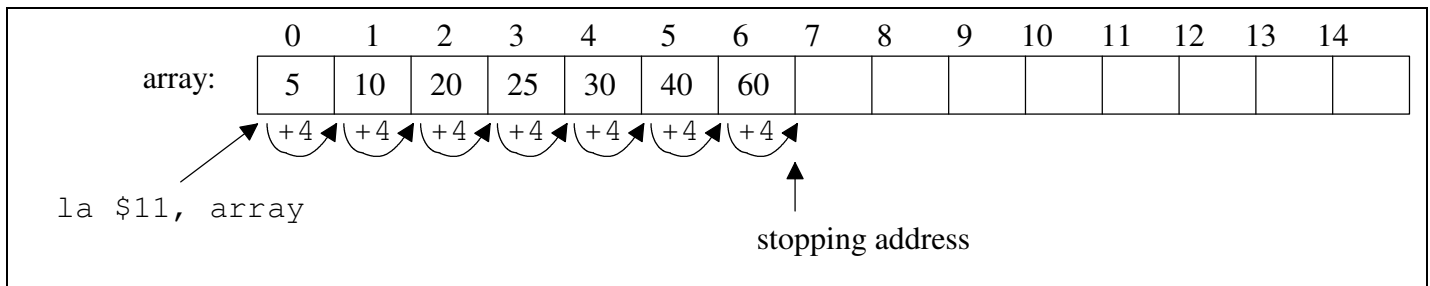 0 1 2 3 4 5 6 7 8 9 10 11 12 13 14
array: 5 10 20 25 30 40 60
+4 +4 +4 +4 +4 +4 +4
la $11, array
stopping address